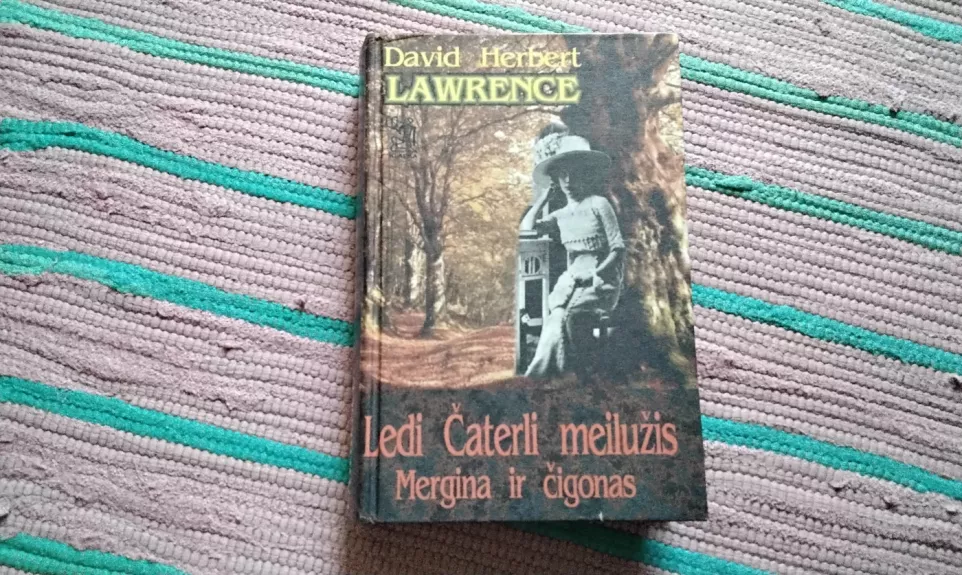 David Herbert
LAWRENCE
Ledi Čaterli meilužis
Mergina ir čigonas